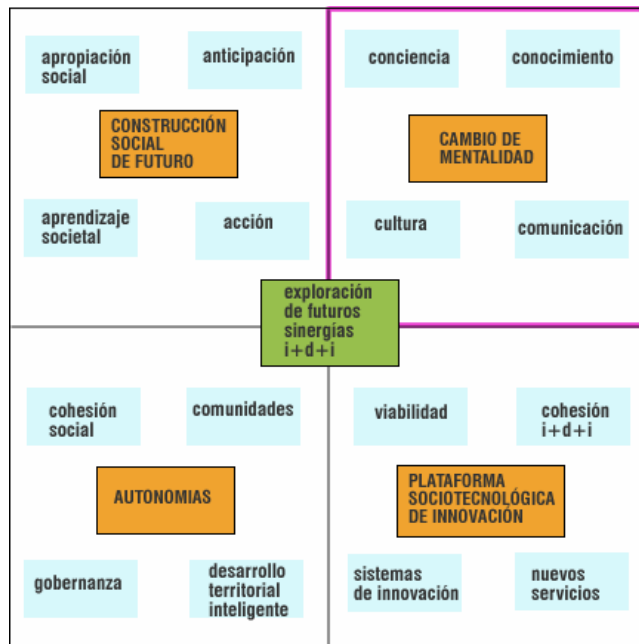 apropiación
social
anticipación
CONSTRUCCIÓN
SOCIAL
DE FUTURO
aprendizaje
societal
acción
conciencia
conocimiento
CAMBIO DE
MENTALIDAD
cultura
comunicación
exploración
de futuros
sinergías
i+d+i
cohesión
social
comunidades
AUTONOMIAS
gobernanza
desarrollo
territorial
inteligente
viabilidad
cohesión
i+d+i
PLATAFORMA
SOCIOTECNOLÓGICA
DE INNOVACIÓN
sistemas
de innovación
nuevos
servicios